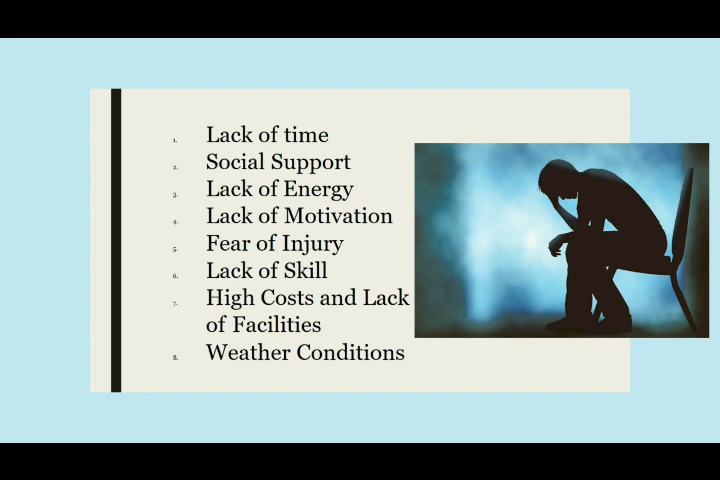 1. Lack of time
2. Social Support
3. Lack of Energy
4. Lack of Motivation
5. Fear of Injury
6. Lack of Skill
7. High Costs and Lack
of Facilities
8. Weather Conditions